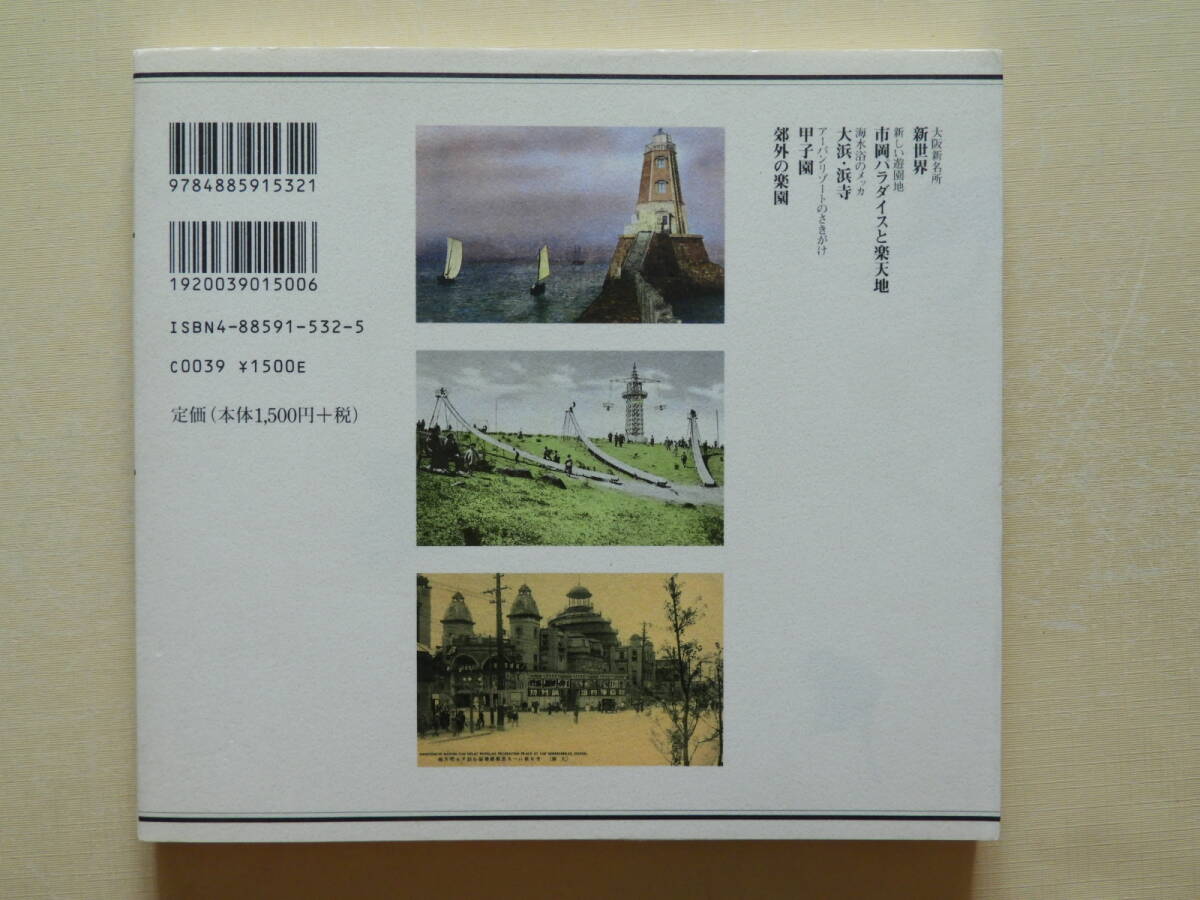 大阪新名所
新世界
新しい遊園地
市岡パラダイスと楽天地
海水浴のメッカ
大浜・浜寺
アーバンリゾートのさきがけ
甲子園
郊外の楽園
9784885915321
1920039015006
ISBN4-88591-532-5
C0039 ¥1500E
定価（本体1,500円＋税）